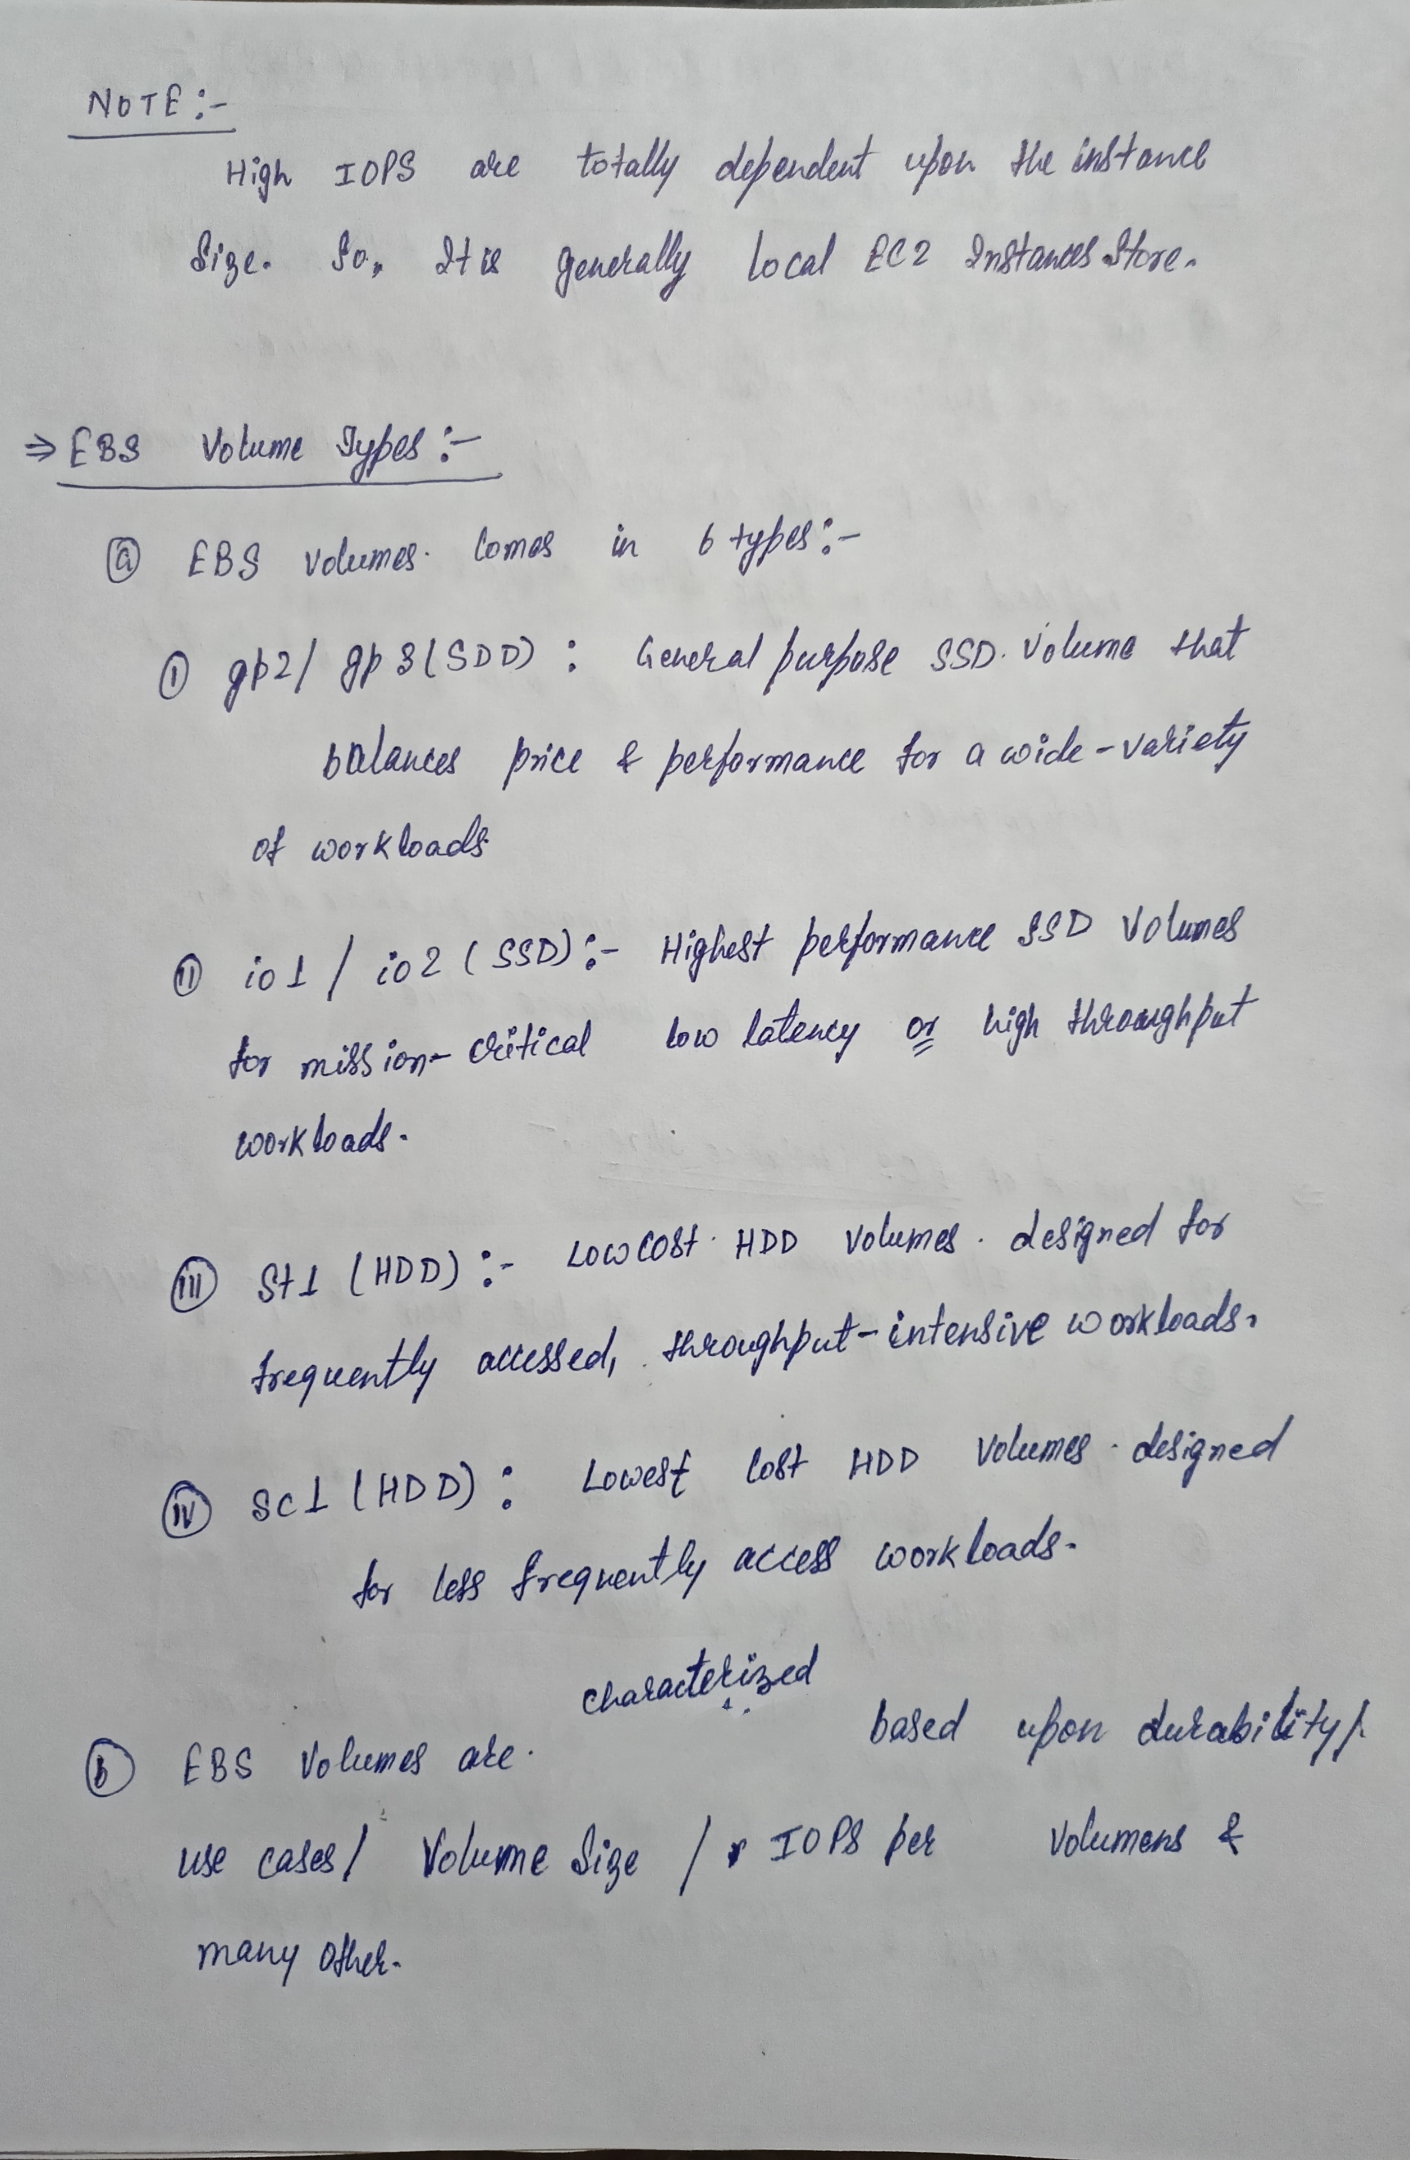 NOTE :-
High IOPS are totally dependent upon the instance
Size. So, It is generally local EC2 Instances Store.
⇒ EBS Volume Types :-
ⓐ EBS volumes. Comes in 6 types :-
① gp2/ gp3 (SDD) : General purpose SSD. Volume that
balances price & performance for a wide-variety
of workloads
ⅱ io1 / io2 (SSD) :- Highest performance SSD Volumes
for mission-critical low latency or high throughput
workloads.
ⅲ St1 (HDD) :- Low cost HDD Volumes. designed for
frequently accessed, throughput-intensive workloads.
ⅳ Sc1 (HDD) : Lowest Cost HDD Volumes. designed
for less frequently access workloads.
characterized
ⓑ EBS Volumes are. based upon durability/
use cases/ Volume Size / IOPS per Volumens &
many other.